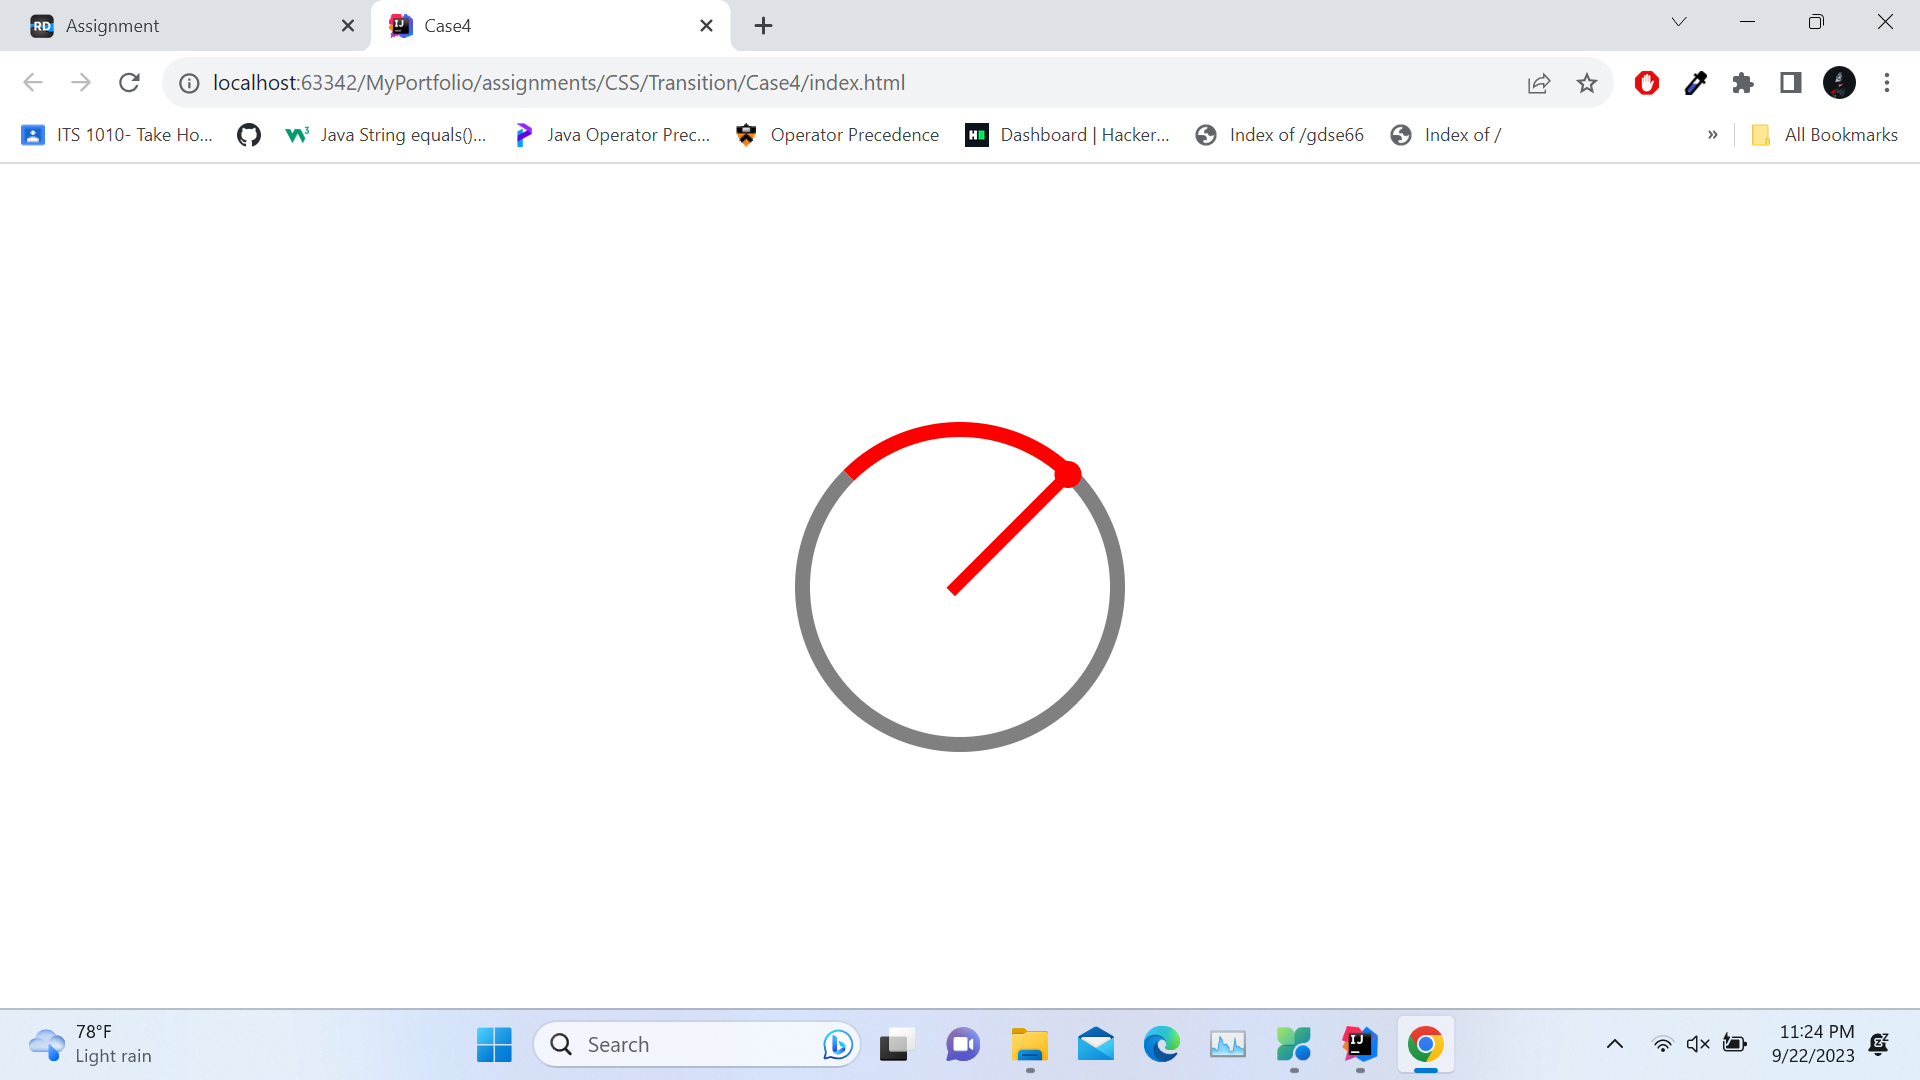 RD Assignment
Case4
localhost:63342/MyPortfolio/assignments/CSS/Transition/Case4/index.html
ITS 1010- Take Ho...
Java String equals()...
Java Operator Prec...
Operator Precedence
Dashboard | Hacker...
Index of /gdse66
Index of /
» All Bookmarks
78°F
Light rain
Search
11:24 PM
9/22/2023